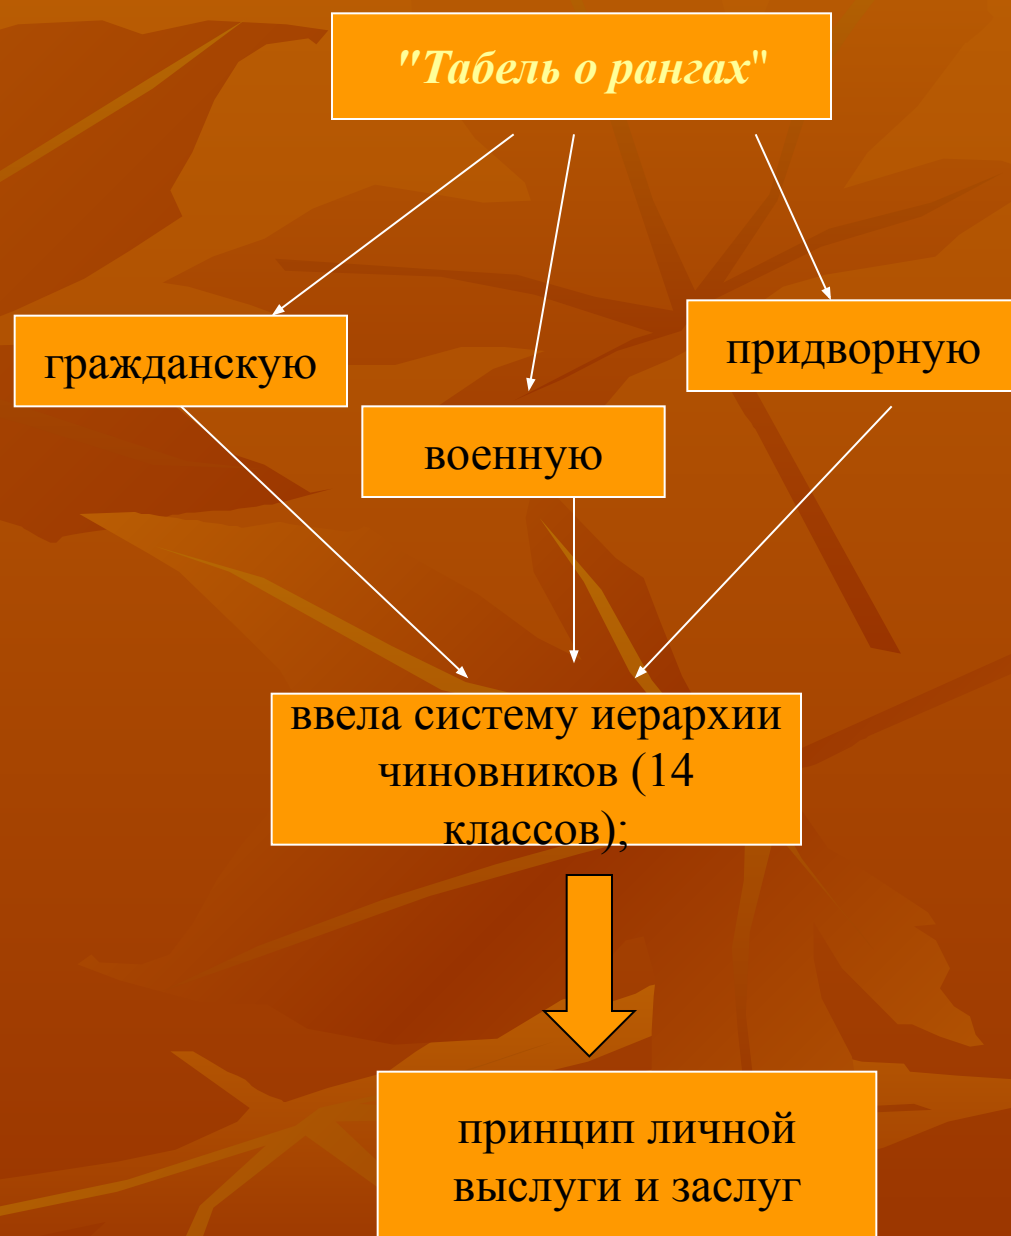 "Табель о рангах"
гражданскую
придворную
военную
ввела систему иерархии
чиновников (14
классов);
принцип личной
выслуги и заслуг